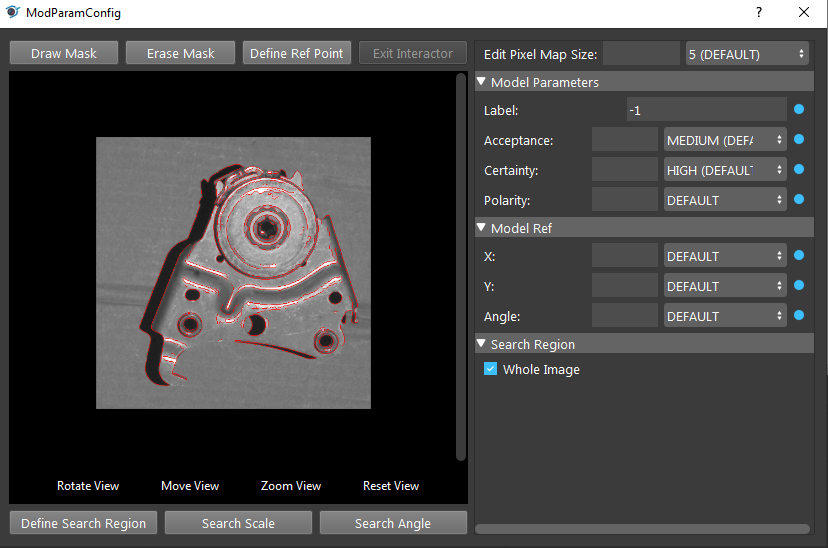 ModParamConfig
?
Draw Mask Erase Mask Define Ref Point Exit Interactor
Edit Pixel Map Size: 5 (DEFAULT)
Model Parameters
Label: -1
Acceptance: MEDIUM (DEFA
Certainty: HIGH (DEFAUL
Polarity: DEFAULT
Model Ref
X: DEFAULT
Y: DEFAULT
Angle: DEFAULT
Search Region
Whole Image
Rotate View Move View Zoom View Reset View
Define Search Region Search Scale Search Angle